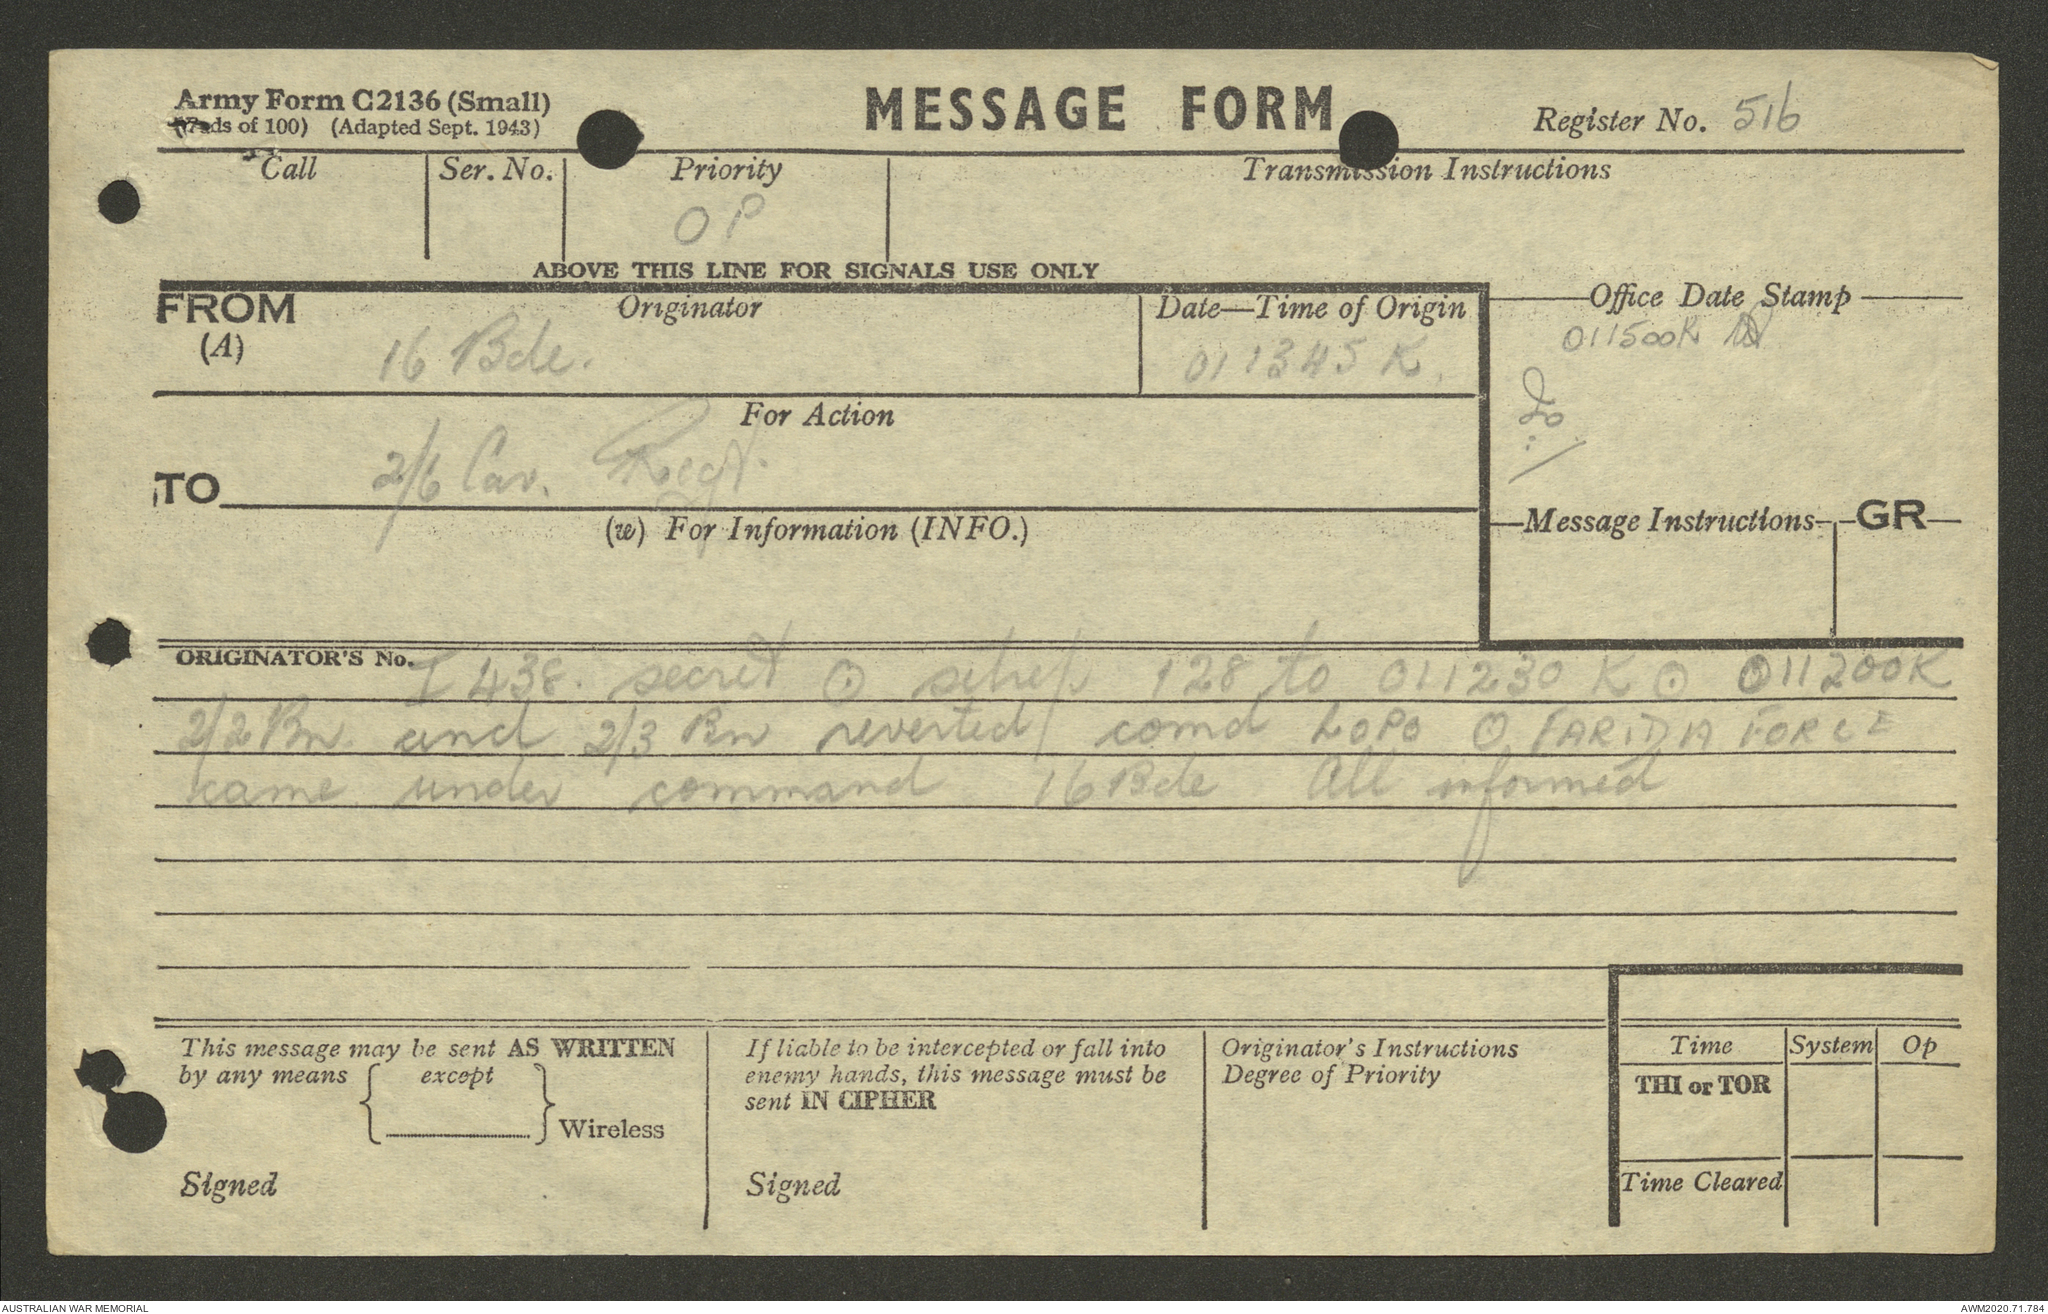 Army Form C2136 (Small)
MESSAGE FORM
Register No. 516
(Pads of 100) (Adapted Sept. 1943)
Call
Ser. No.
Priority
Transmission Instructions
OP
ABOVE THIS LINE FOR SIGNALS USE ONLY
FROM
(A)
Originator
Date—Time of Origin
Office Date Stamp
16 Bde.
011345 K.
011500K
For Action
TO
2/6 Cav. Regt.
(w) For Information (INFO.)
Message Instructions
GR
ORIGINATOR'S No. I 438. secret ⊙ sitrep 128 to 011230 K ⊙ 011200K
2/2 Bn and 2/3 Bn reverted comd LOPO ⊙ FARIDA FORCE
came under command 16 Bde All informed
This message may be sent AS WRITTEN
by any means { except
} Wireless
Signed
If liable to be intercepted or fall into
enemy hands, this message must be
sent IN CIPHER
Signed
Originator's Instructions
Degree of Priority
Time
System
Op
THI or TOR
Time Cleared
AUSTRALIAN WAR MEMORIAL
AWM2020.71.784